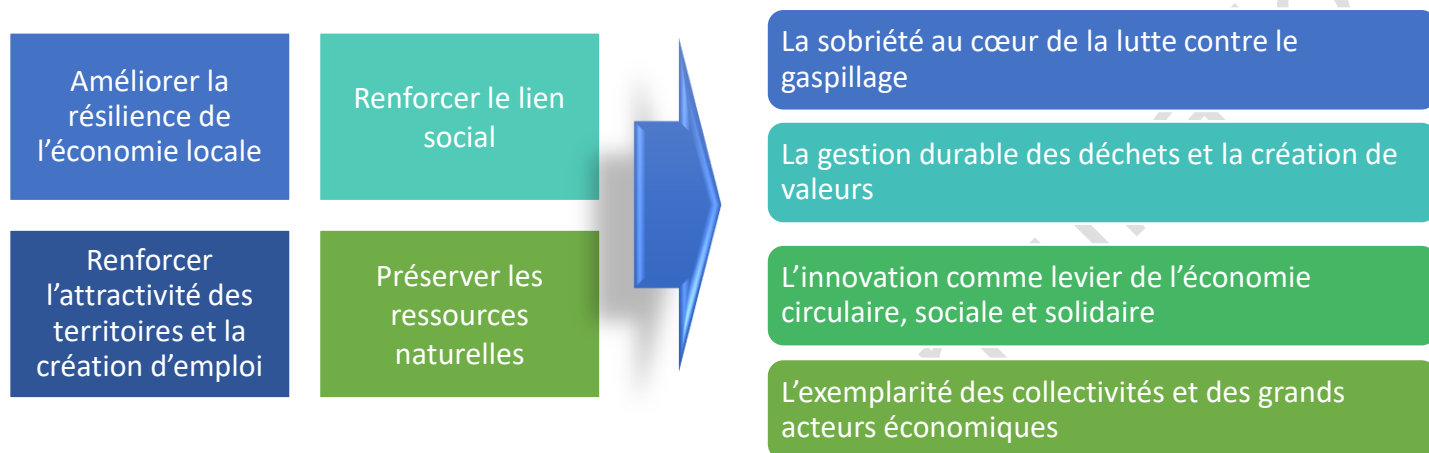 Améliorer la
résilience de
l’économie locale
Renforcer le lien
social
Renforcer
l’attractivité des
territoires et la
création d’emploi
Préserver les
ressources
naturelles
La sobriété au cœur de la lutte contre le
gaspillage
La gestion durable des déchets et la création de
valeurs
L’innovation comme levier de l’économie
circulaire, sociale et solidaire
L’exemplarité des collectivités et des grands
acteurs économiques